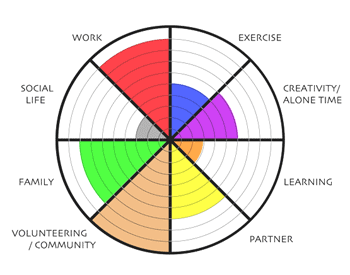 WORK
EXERCISE
SOCIAL
LIFE
CREATIVITY/
ALONE TIME
FAMILY
LEARNING
VOLUNTEERING
/ COMMUNITY
PARTNER